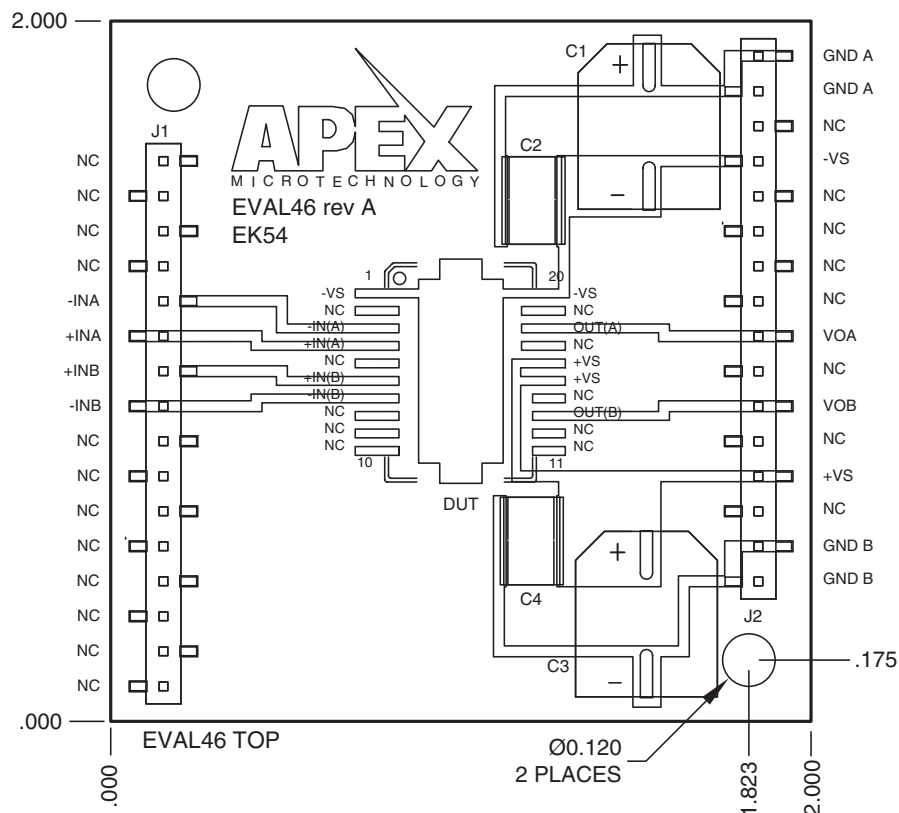 2.000
C1
GND A
GND A
NC
-VS
NC
NC
NC
NC
VOA
NC
VOB
NC
+VS
NC
GND B
GND B
J1
NC
NC
NC
NC
-INA
+INA
+INB
-INB
NC
NC
NC
NC
NC
NC
NC
NC
APEX
MICROTECHNOLOGY
EVAL46 rev A
EK54
C2
+
−
1
20
-VS
NC
-IN(A)
+IN(A)
NC
+IN(B)
-IN(B)
NC
NC
NC
10
-VS
NC
OUT(A)
NC
+VS
+VS
NC
OUT(B)
NC
NC
11
DUT
C4
+
C3
−
J2
.175
.000
EVAL46 TOP
Ø0.120
2 PLACES
.000
1.823
2.000